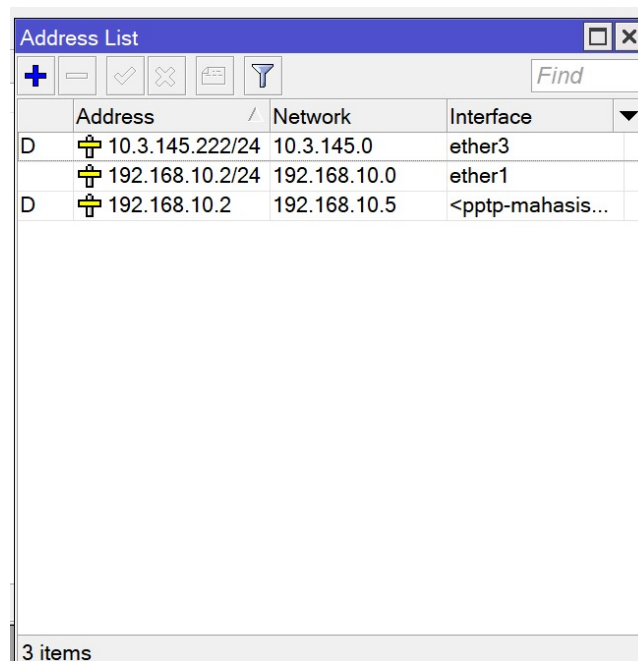 Address List
Find
Address Network Interface
D 10.3.145.222/24 10.3.145.0 ether3
192.168.10.2/24 192.168.10.0 ether1
D 192.168.10.2 192.168.10.5 <pptp-mahasis...
3 items